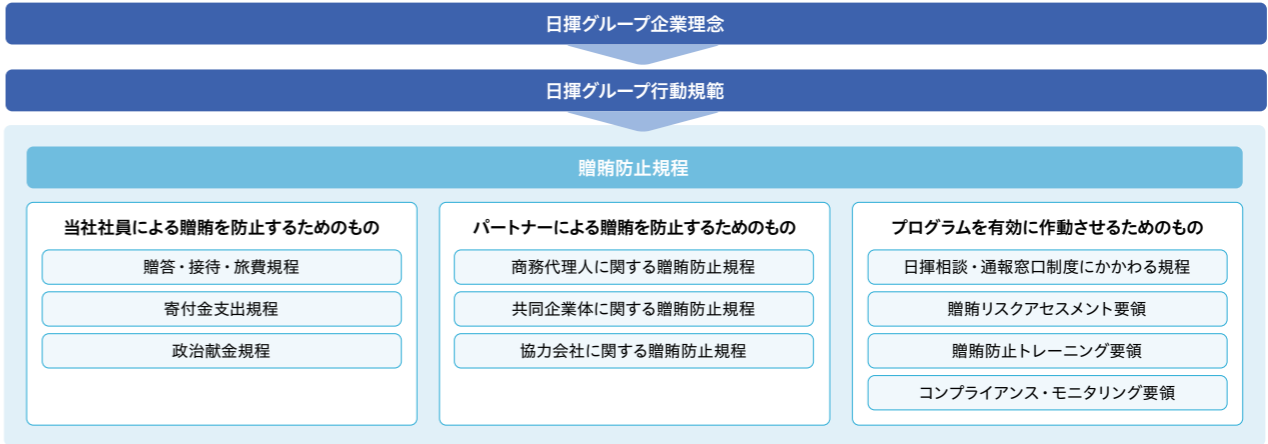 日揮グループ企業理念
日揮グループ行動規範
贈賄防止規程
当社社員による贈賄を防止するためのもの
贈答・接待・旅費規程
寄付金支出規程
政治献金規程
パートナーによる贈賄を防止するためのもの
商務代理人に関する贈賄防止規程
共同企業体に関する贈賄防止規程
協力会社に関する贈賄防止規程
プログラムを有効に作動させるためのもの
日揮相談・通報窓口制度にかかわる規程
贈賄リスクアセスメント要領
贈賄防止トレーニング要領
コンプライアンス・モニタリング要領